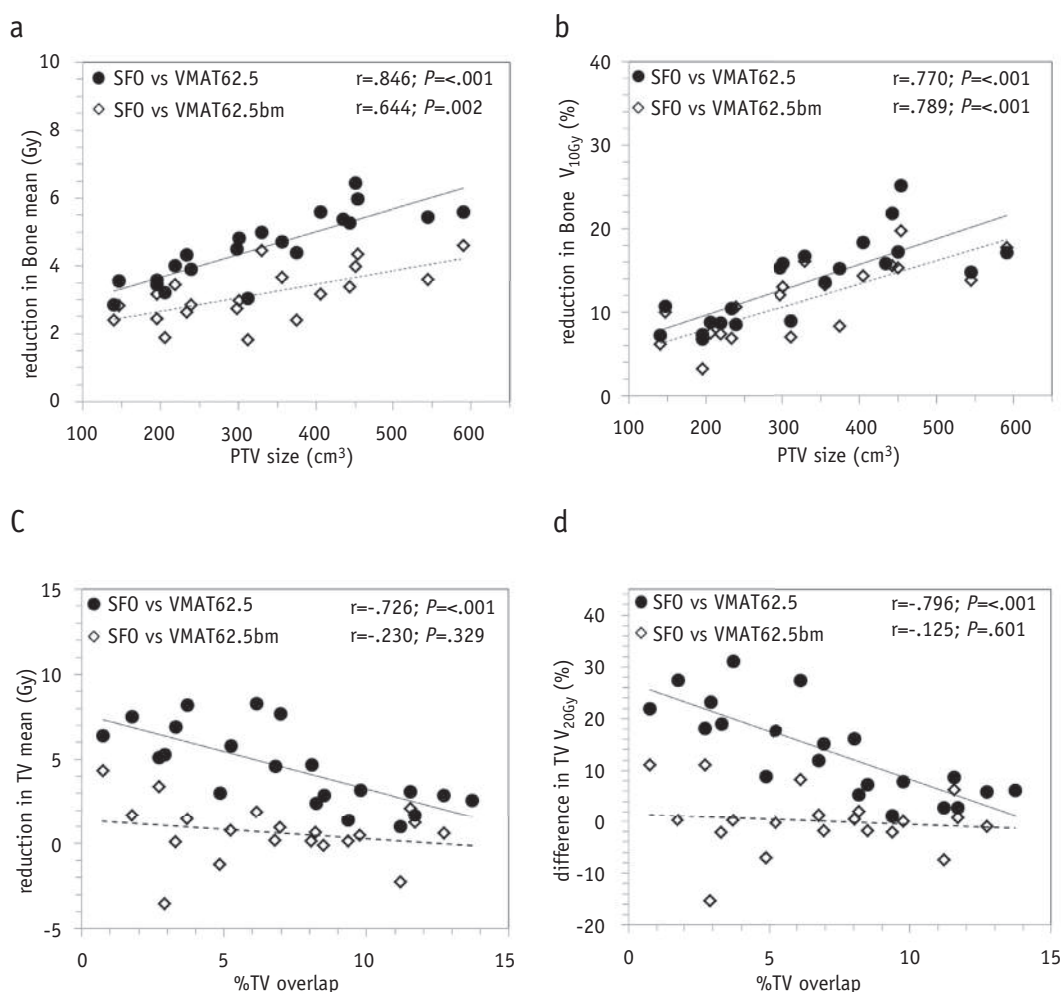 a
10
8
6
4
2
0
reduction in Bone mean (Gy)
SFO vs VMAT62.5 r=.846; P=<.001
SFO vs VMAT62.5bm r=.644; P=.002
100 200 300 400 500 600
PTV size (cm³)
b
40
30
20
10
0
reduction in Bone V10Gy (%)
SFO vs VMAT62.5 r=.770; P=<.001
SFO vs VMAT62.5bm r=.789; P=<.001
100 200 300 400 500 600
PTV size (cm³)
C
15
10
5
0
-5
reduction in TV mean (Gy)
SFO vs VMAT62.5 r=-.726; P=<.001
SFO vs VMAT62.5bm r=-.230; P=.329
0 5 10 15
%TV overlap
d
40
30
20
10
0
-10
-20
difference in TV V20Gy (%)
SFO vs VMAT62.5 r=-.796; P=<.001
SFO vs VMAT62.5bm r=-.125; P=.601
0 5 10 15
%TV overlap